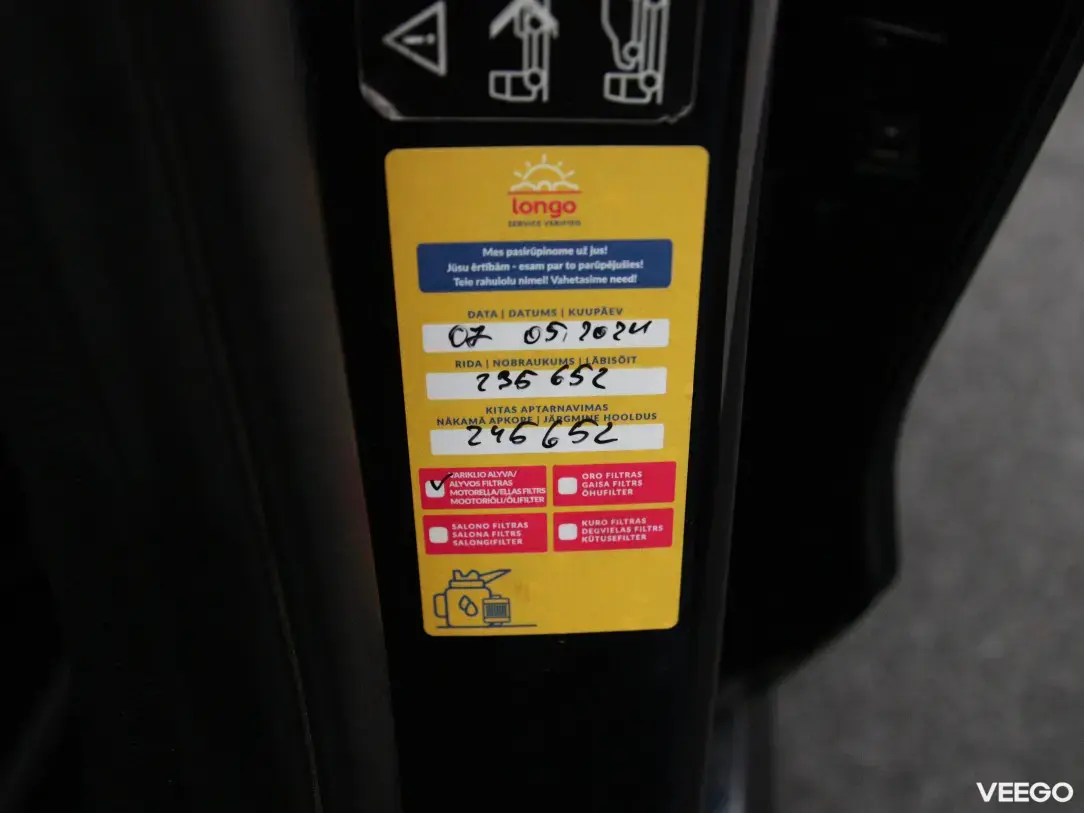 longo
SERVICE VARIFIED
Mes pasirūpinome už jus!
Jūsu ērtībām - esam par to parūpējušies!
Teie rahulolu nimel! Vahetasime need!
DATA | DATUMS | KUUPÄEV
07 05.2024
RIDA | NOBRAUKUMS | LÄBISÕIT
236 652
KITAS APTARNAVIMAS
NĀKAMĀ APKOPE | JÄRGMINE HOOLDUS
246 652
VARIKLIO ALYVA/
ALYVOS FILTRAS
MOTOREĻĻA/EĻĻAS FILTRS
MOOTORIÕLI/ÕLIFILTER
ORO FILTRAS
GAISA FILTRS
ÕHUFILTER
SALONO FILTRAS
SALONA FILTRS
SALONGIFILTER
KURO FILTRAS
DEGVIELAS FILTRS
KÜTUSEFILTER
VEEGO